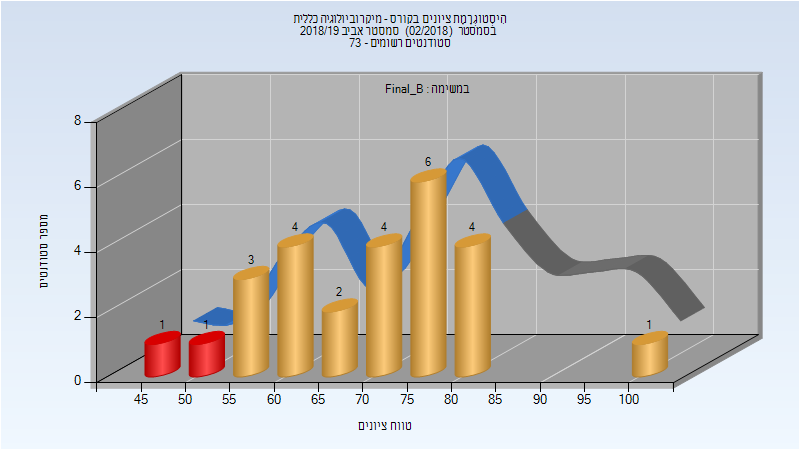 היסטוגרמת ציונים בקורס - מיקרוביולוגיה כללית
בסמסטר (02/2018) סמסטר אביב 2018/19
סטודנטים רשומים - 73
במשימה : Final_B
מספר סטודנטים
8
6
4
2
0
1
1
3
4
2
4
6
4
1
45 50 55 60 65 70 75 80 85 90 95 100
טווח ציונים